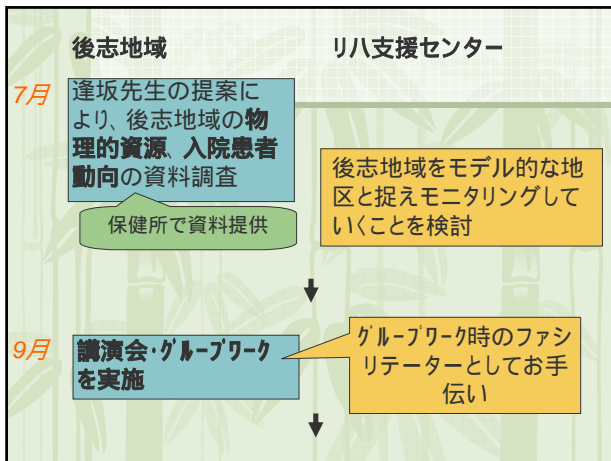 後志地域
リハ支援センター
7月
逢坂先生の提案に
より、後志地域の物
理的資源、入院患者
動向の資料調査
保健所で資料提供
後志地域をモデル的な地
区と捉えモニタリングして
いくことを検討
9月
講演会・ｸﾞﾙｰﾌﾟﾜｰｸ
を実施
ｸﾞﾙｰﾌﾟﾜｰｸ時のファシ
リテーターとしてお手
伝い